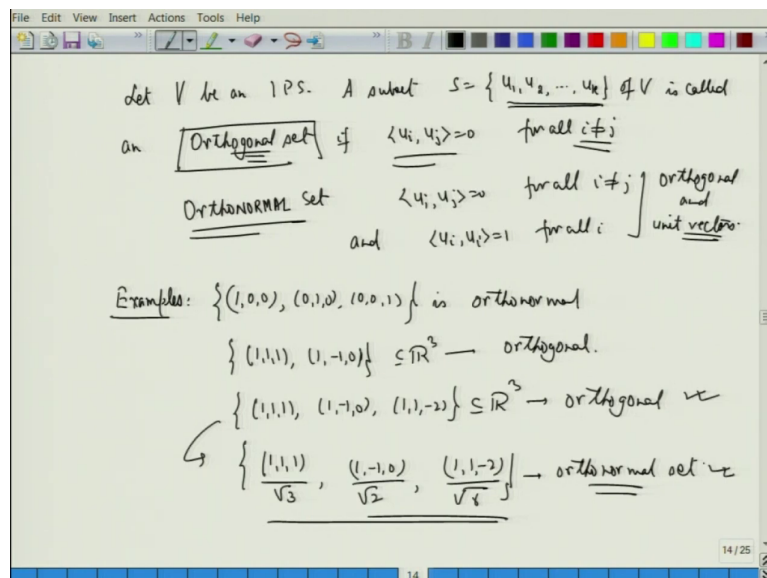 File Edit View Insert Actions Tools Help
Let V be an IPS. A subset S = { u₁, u₂, ..., uₖ } of V is called
an Orthogonal set if <uᵢ, uⱼ>=0 for all i≠j
OrthoNORMAL set <uᵢ, uⱼ>=0 for all i≠j
and <uᵢ, uᵢ>=1 for all i
orthogonal
and
unit vectors.
Examples: {(1,0,0), (0,1,0), (0,0,1)} is orthonormal
{ (1,1,1), (1,-1,0)} ⊆ ℝ³ — orthogonal.
{ (1,1,1), (1,-1,0), (1,1,-2)} ⊆ ℝ³ → orthogonal
{ (1,1,1)/√3, (1,-1,0)/√2, (1,1,-2)/√6 } → orthonormal set
14 / 25
14